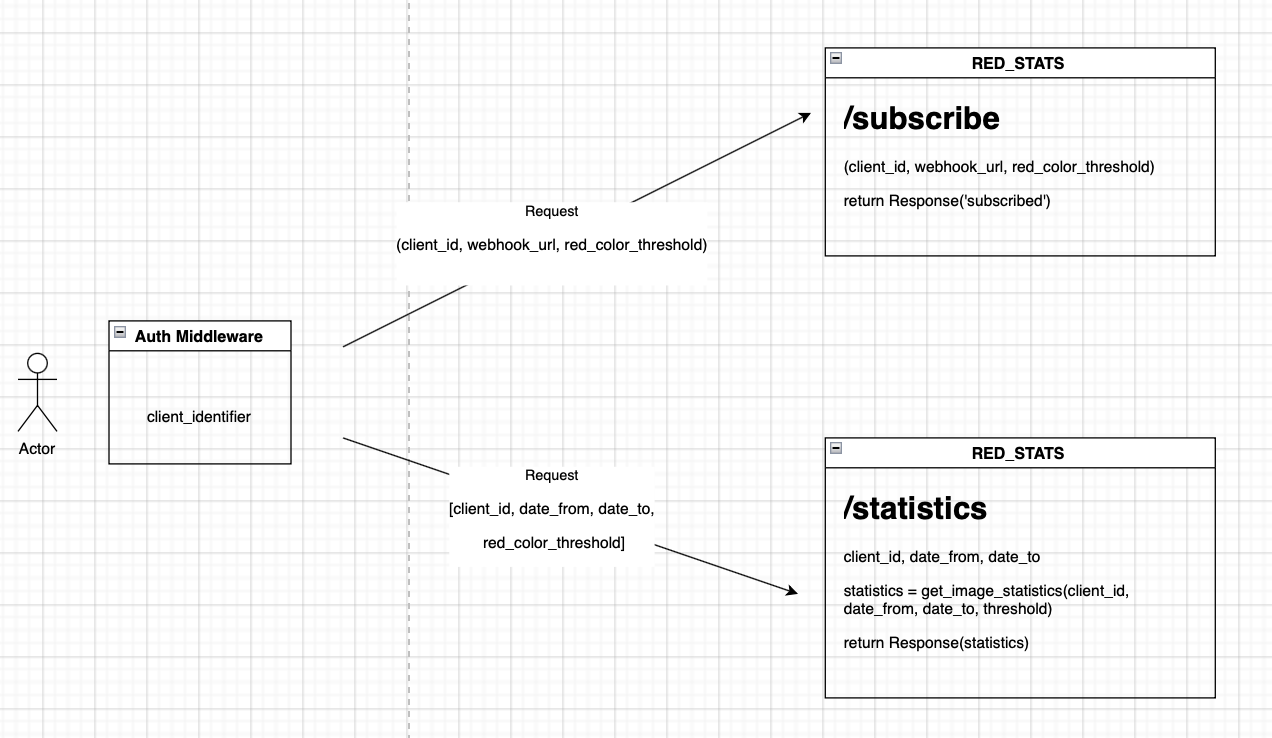 RED_STATS
/subscribe
(client_id, webhook_url, red_color_threshold)
return Response('subscribed')
Request
(client_id, webhook_url, red_color_threshold)
Auth Middleware
client_identifier
Actor
Request
[client_id, date_from, date_to,
red_color_threshold]
RED_STATS
/statistics
client_id, date_from, date_to
statistics = get_image_statistics(client_id,
date_from, date_to, threshold)
return Response(statistics)